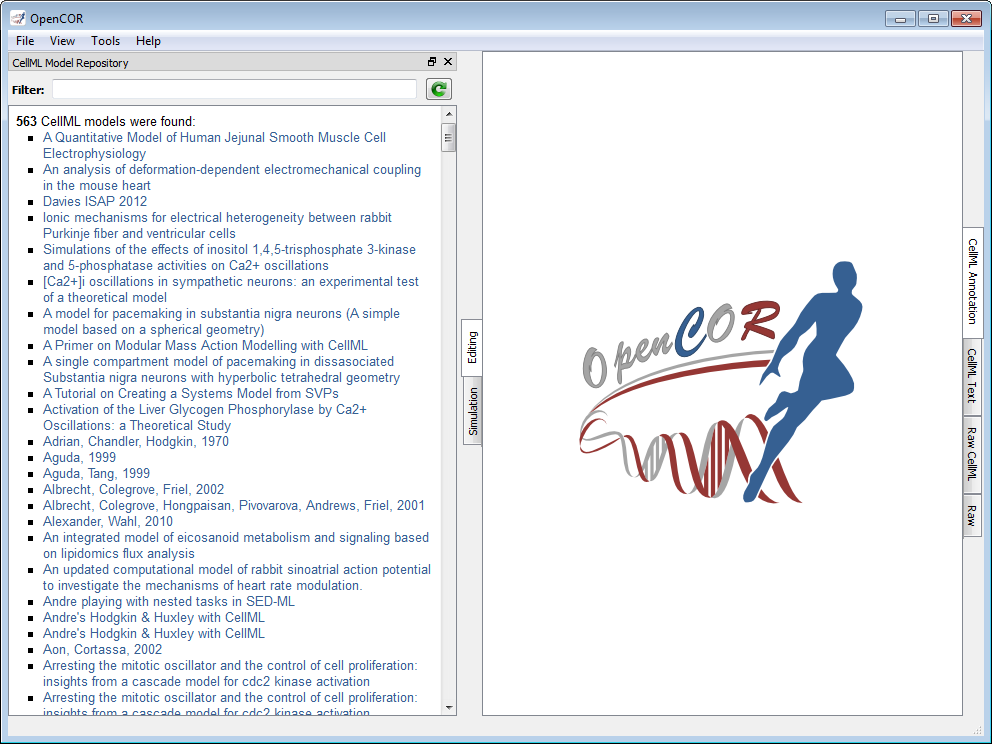 OpenCOR
File View Tools Help
CellML Model Repository
Filter:
563 CellML models were found:
A Quantitative Model of Human Jejunal Smooth Muscle Cell
Electrophysiology
An analysis of deformation-dependent electromechanical coupling
in the mouse heart
Davies ISAP 2012
Ionic mechanisms for electrical heterogeneity between rabbit
Purkinje fiber and ventricular cells
Simulations of the effects of inositol 1,4,5-trisphosphate 3-kinase
and 5-phosphatase activities on Ca2+ oscillations
[Ca2+]i oscillations in sympathetic neurons: an experimental test
of a theoretical model
A model for pacemaking in substantia nigra neurons (A simple
model based on a spherical geometry)
A Primer on Modular Mass Action Modelling with CellML
A single compartment model of pacemaking in dissasociated
Substantia nigra neurons with hyperbolic tetrahedral geometry
A Tutorial on Creating a Systems Model from SVPs
Activation of the Liver Glycogen Phosphorylase by Ca2+
Oscillations: a Theoretical Study
Adrian, Chandler, Hodgkin, 1970
Aguda, 1999
Aguda, Tang, 1999
Albrecht, Colegrove, Friel, 2002
Albrecht, Colegrove, Hongpaisan, Pivovarova, Andrews, Friel, 2001
Alexander, Wahl, 2010
An integrated model of eicosanoid metabolism and signaling based
on lipidomics flux analysis
An updated computational model of rabbit sinoatrial action potential
to investigate the mechanisms of heart rate modulation.
Andre playing with nested tasks in SED-ML
Andre's Hodgkin & Huxley with CellML
Andre's Hodgkin & Huxley with CellML
Aon, Cortassa, 2002
Arresting the mitotic oscillator and the control of cell proliferation:
insights from a cascade model for cdc2 kinase activation
Arresting the mitotic oscillator and the control of cell proliferation:
insights from a cascade model for cdc2 kinase activation
Editing
Simulation
OpenCOR
CellML Annotation
CellML Text
Raw CellML
Raw